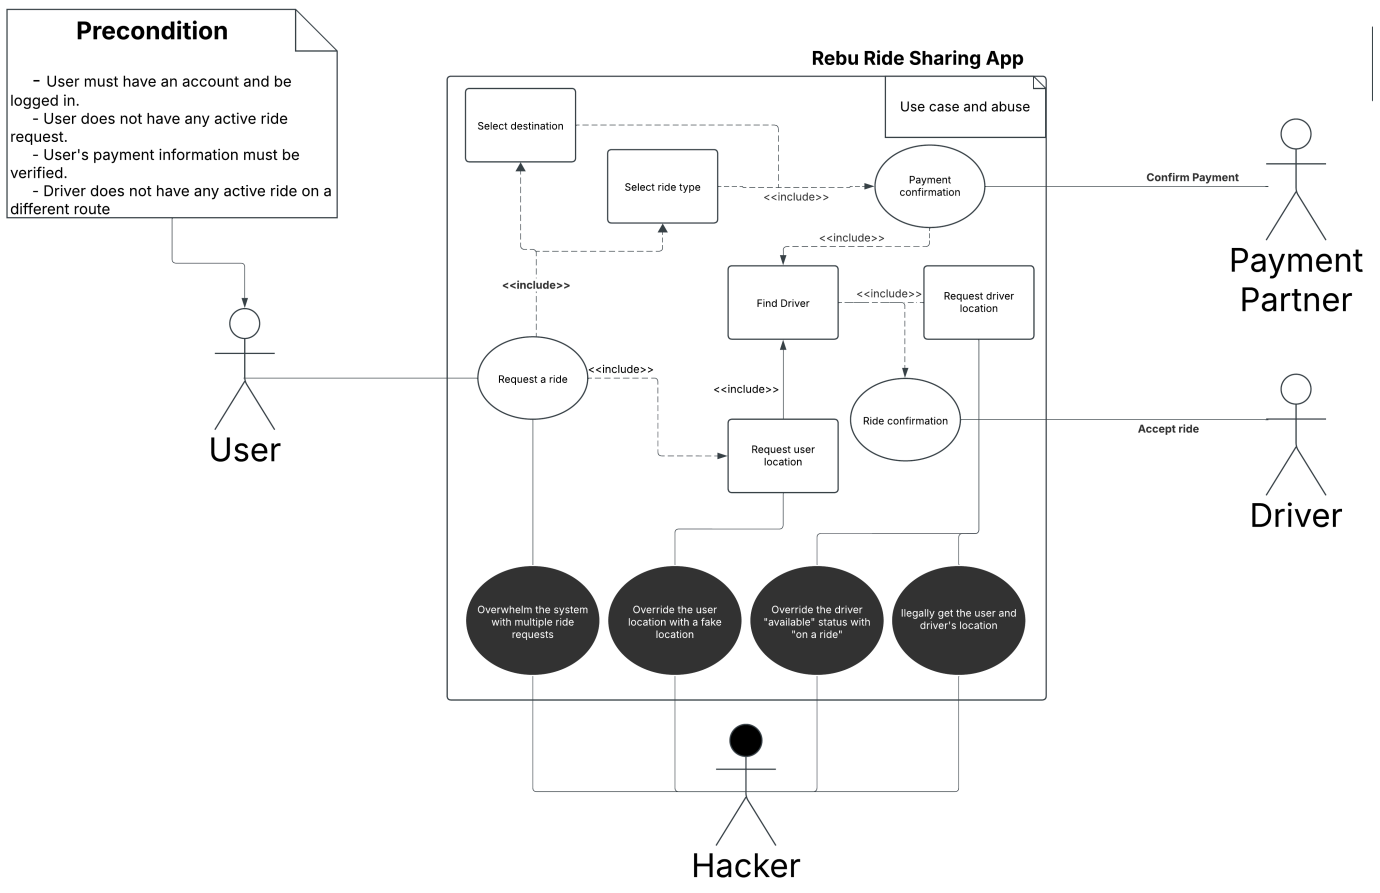 Precondition
- User must have an account and be
logged in.
- User does not have any active ride
request.
- User's payment information must be
verified.
- Driver does not have any active ride on a
different route
Rebu Ride Sharing App
Use case and abuse
Select destination
Select ride type
<<include>>
Payment
confirmation
Confirm Payment
Payment
Partner
<<include>>
<<include>>
Find Driver
<<include>>
Request driver
location
User
Request a ride
<<include>>
<<include>>
Request user
location
Ride confirmation
Accept ride
Driver
Overwhelm the system
with multiple ride
requests
Override the user
location with a fake
location
Override the driver
"available" status with
"on a ride"
Ilegally get the user and
driver's location
Hacker